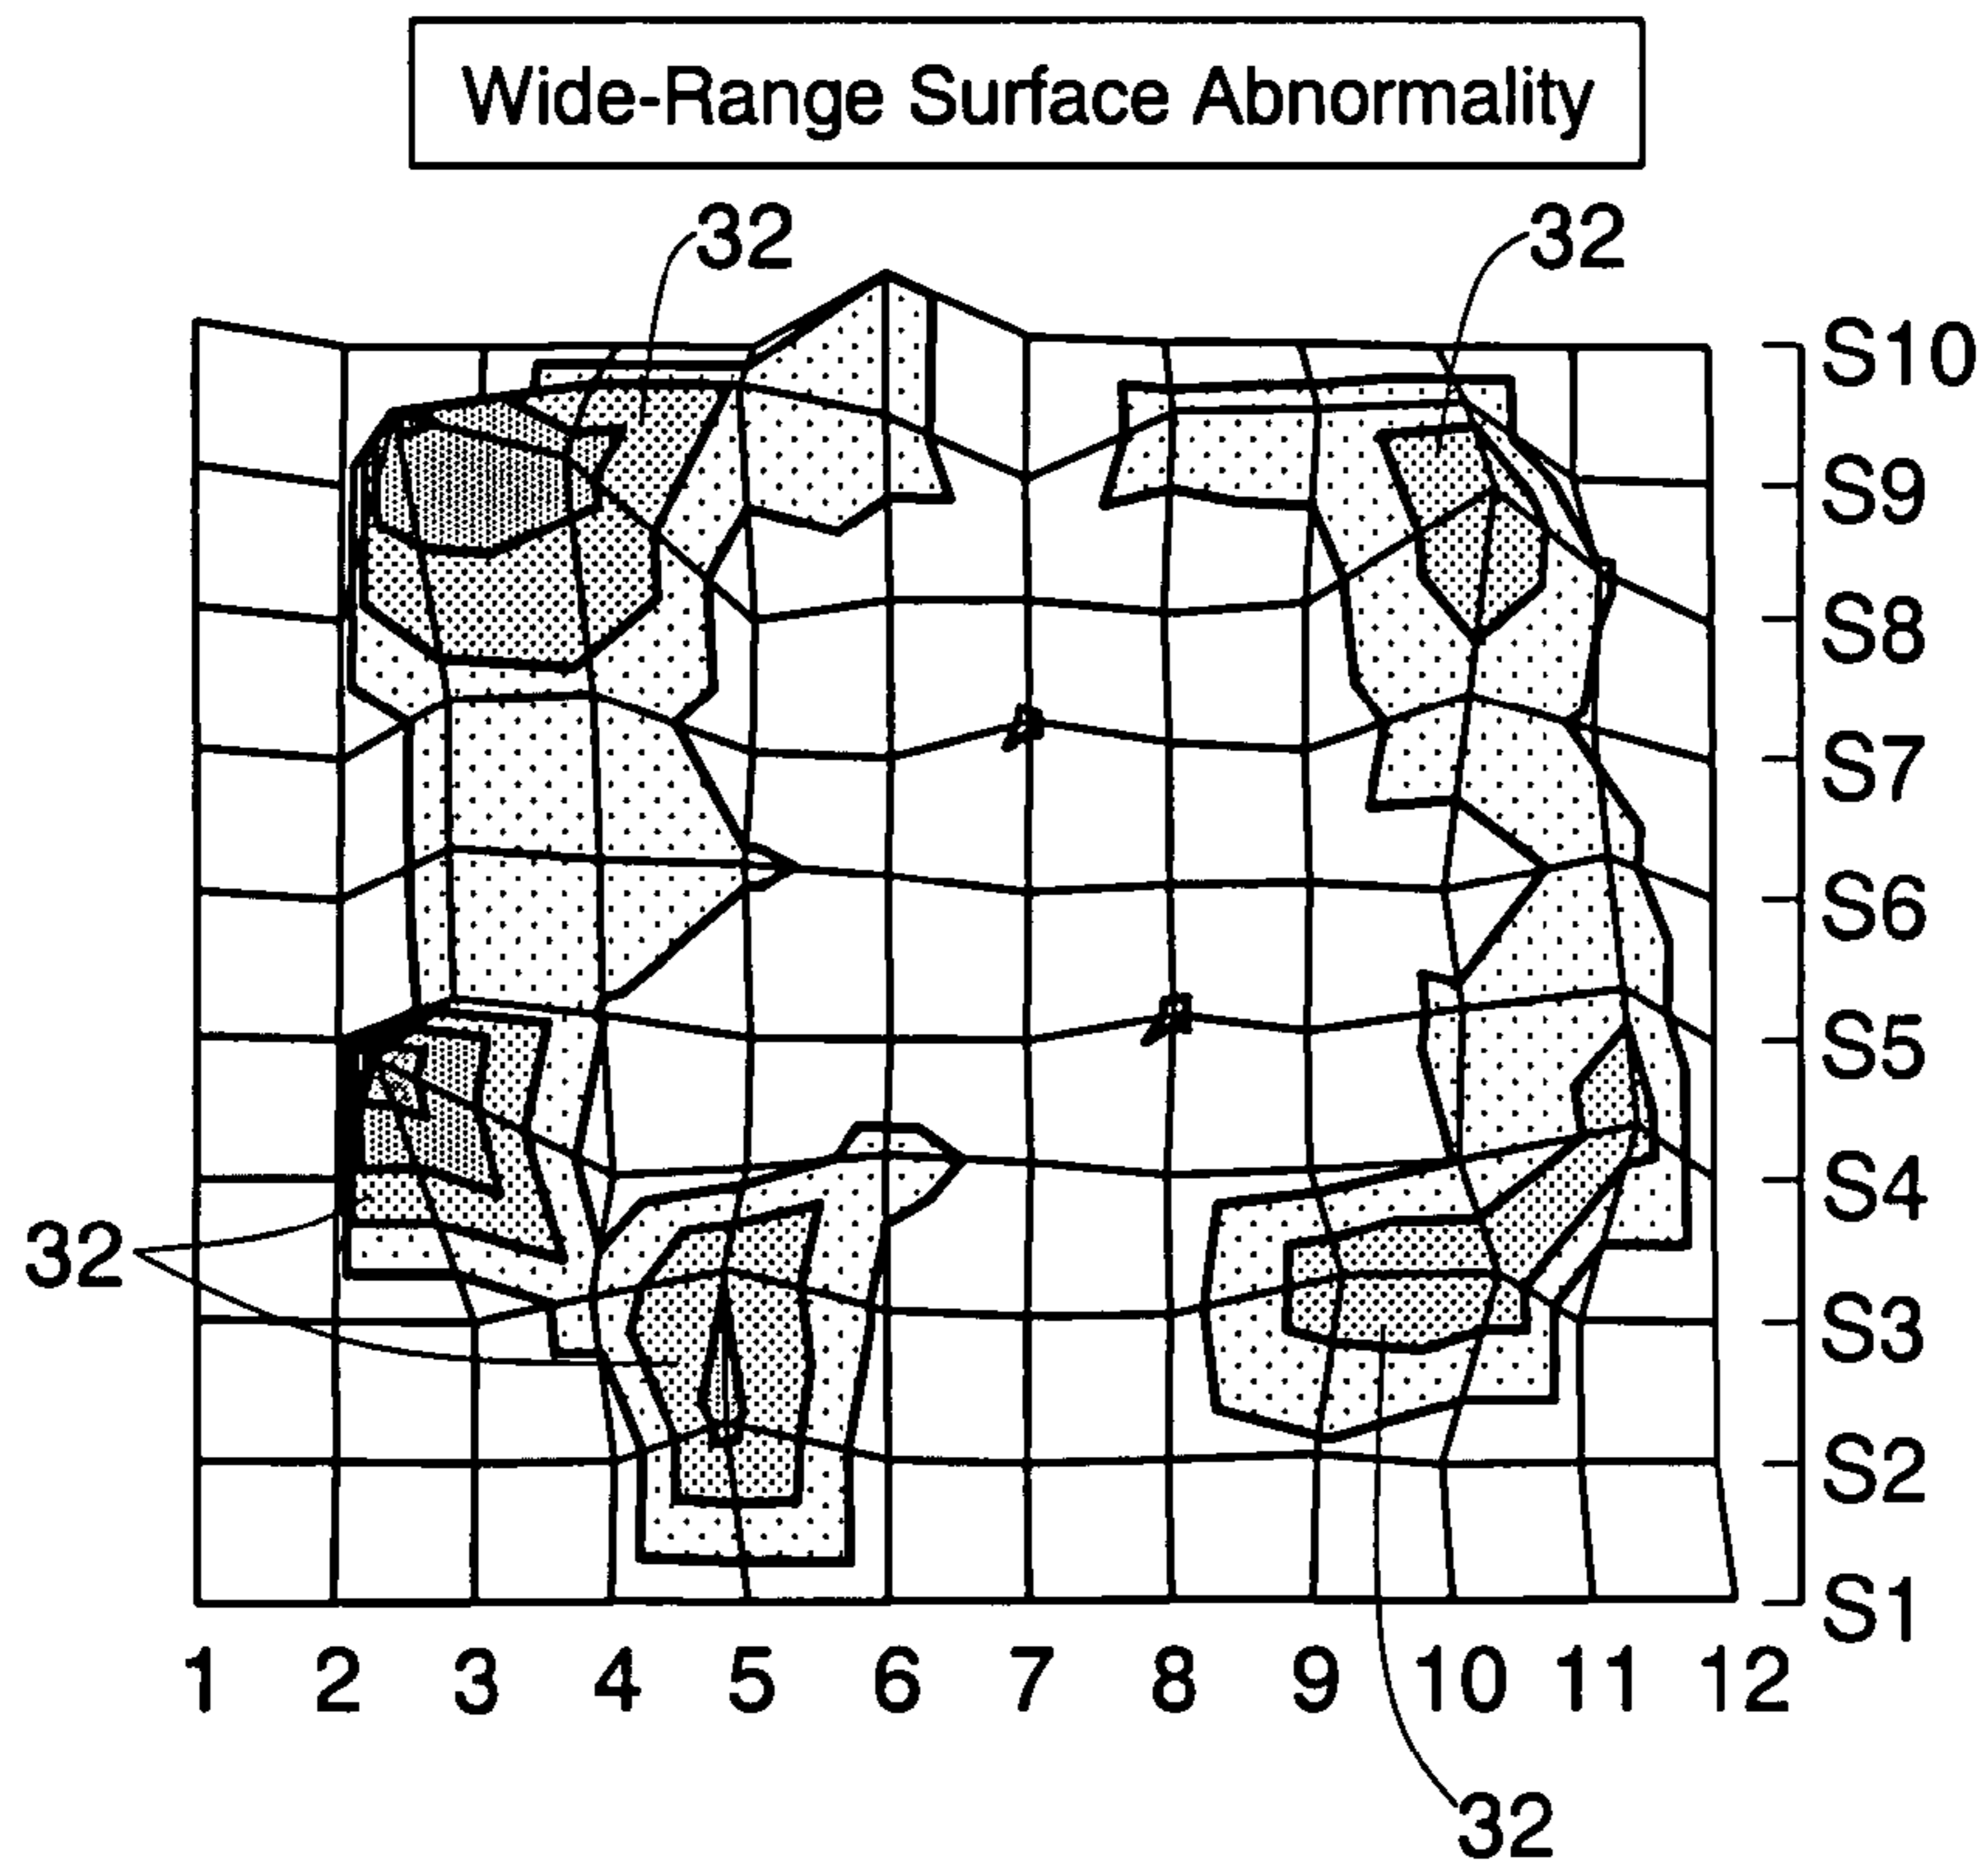 Wide-Range Surface Abnormality
32 32
S10
S9
S8
S7
S6
S5
S4
32
S3
S2
S1
1 2 3 4 5 6 7 8 9 10 11 12
32